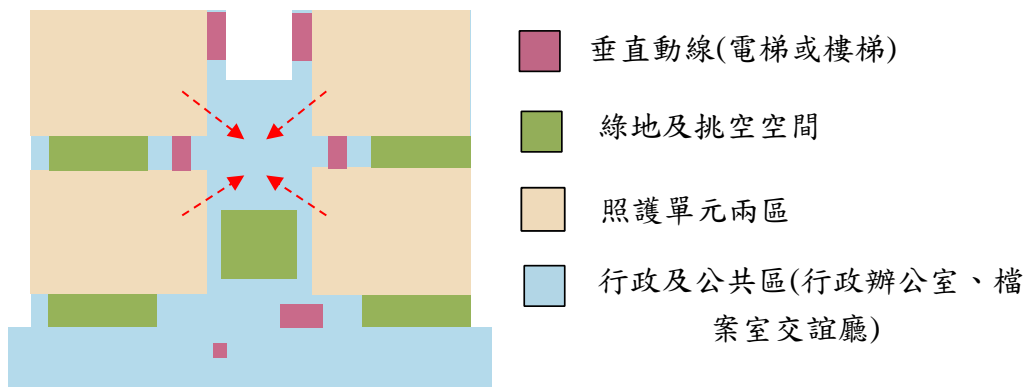 垂直動線(電梯或樓梯)
綠地及挑空空間
照護單元兩區
行政及公共區(行政辦公室、檔
案室交誼廳)